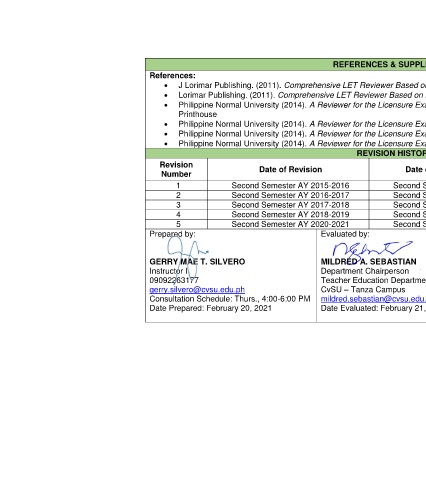 REFERENCES & SUPPL
References:
J Lorimar Publishing. (2011). Comprehensive LET Reviewer Based o
Lorimar Publishing. (2011). Comprehensive LET Reviewer Based on
Philippine Normal University (2014). A Reviewer for the Licensure Exa
Printhouse
Philippine Normal University (2014). A Reviewer for the Licensure Exa
Philippine Normal University (2014). A Reviewer for the Licensure Exa
Philippine Normal University (2014). A Reviewer for the Licensure Exa
REVISION HISTOR
Revision Number Date of Revision Date
1 Second Semester AY 2015-2016 Second S
2 Second Semester AY 2016-2017 Second S
3 Second Semester AY 2017-2018 Second S
4 Second Semester AY 2018-2019 Second S
5 Second Semester AY 2020-2021 Second S
Prepared by: Evaluated by:
GERRY MAE T. SILVERO MILDRED A. SEBASTIAN
Instructor I Department Chairperson
09092263177 Teacher Education Departme
gerry.silvero@cvsu.edu.ph CvSU – Tanza Campus
Consultation Schedule: Thurs., 4:00-6:00 PM mildred.sebastian@cvsu.edu.
Date Prepared: February 20, 2021 Date Evaluated: February 21,